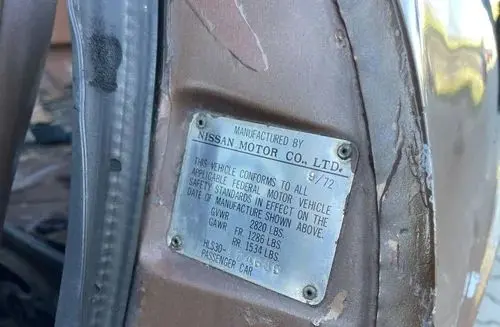 MANUFACTURED BY
NISSAN MOTOR CO., LTD.
9/72
THIS VEHICLE CONFORMS TO ALL
APPLICABLE FEDERAL MOTOR VEHICLE
SAFETY STANDARDS IN EFFECT ON THE
DATE OF MANUFACTURE SHOWN ABOVE.
GVWR 2820 LBS.
GAWR FR 1286 LBS.
RR 1534 LBS.
HLS30-
PASSENGER CAR